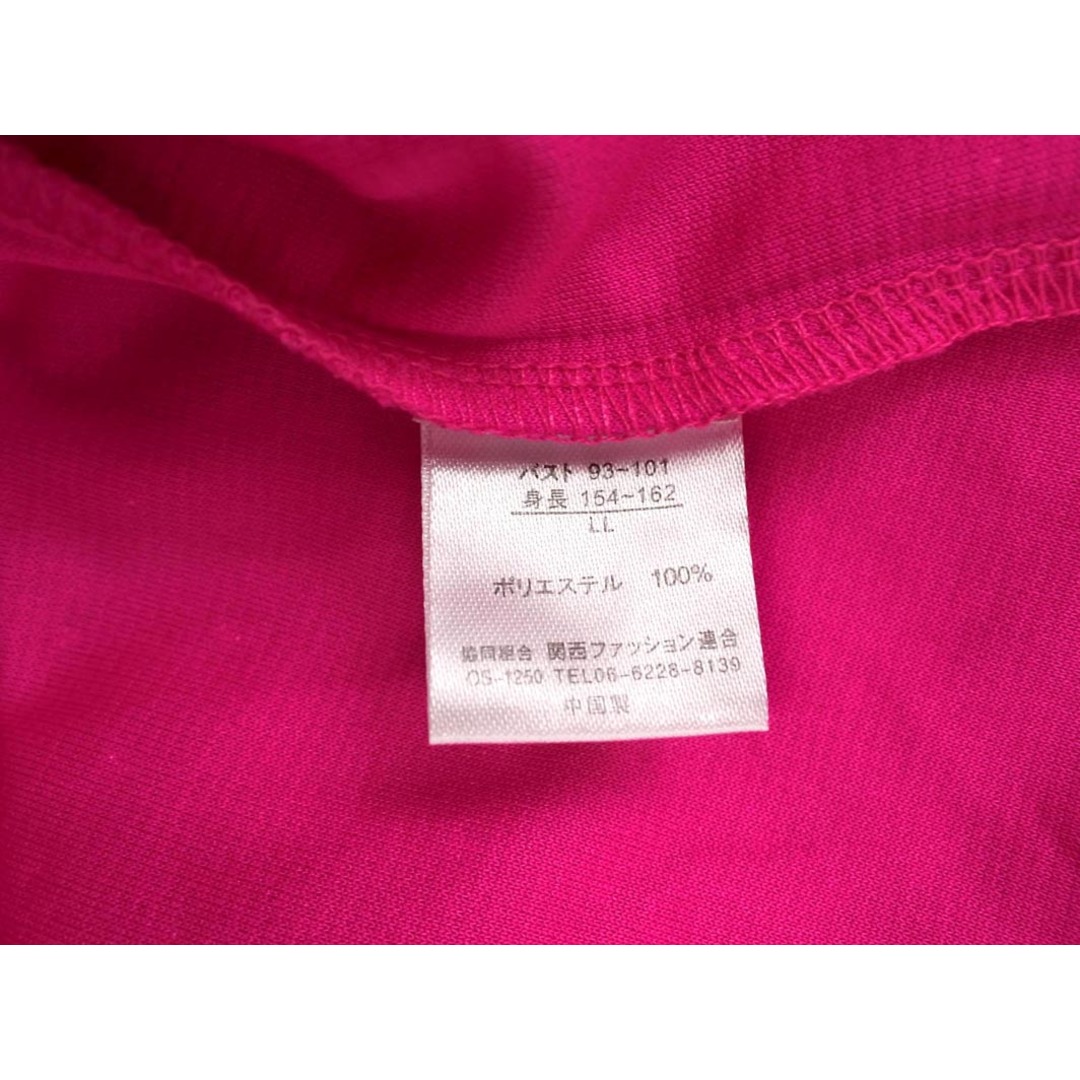 バスト 93~101
身長 154~162
LL
ポリエステル 100%
協同組合 関西ファッション連合
OS-1250 TEL06-6228-8139
中国製